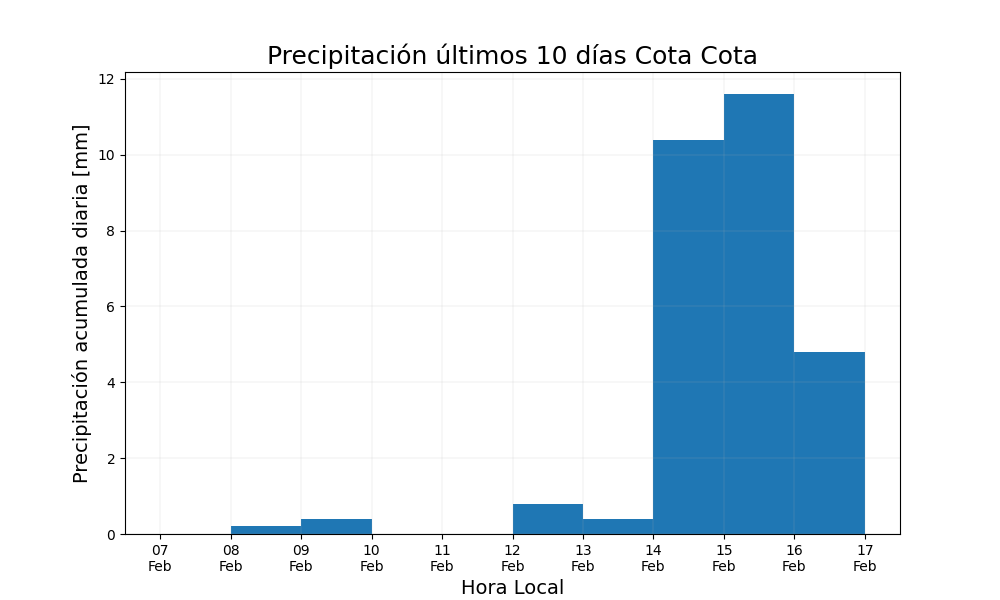 Precipitación últimos 10 días Cota Cota
Precipitación acumulada diaria [mm]
12
10
8
6
4
2
0
07 08 09 10 11 12 13 14 15 16 17
Feb Feb Feb Feb Feb Feb Feb Feb Feb Feb Feb
Hora Local